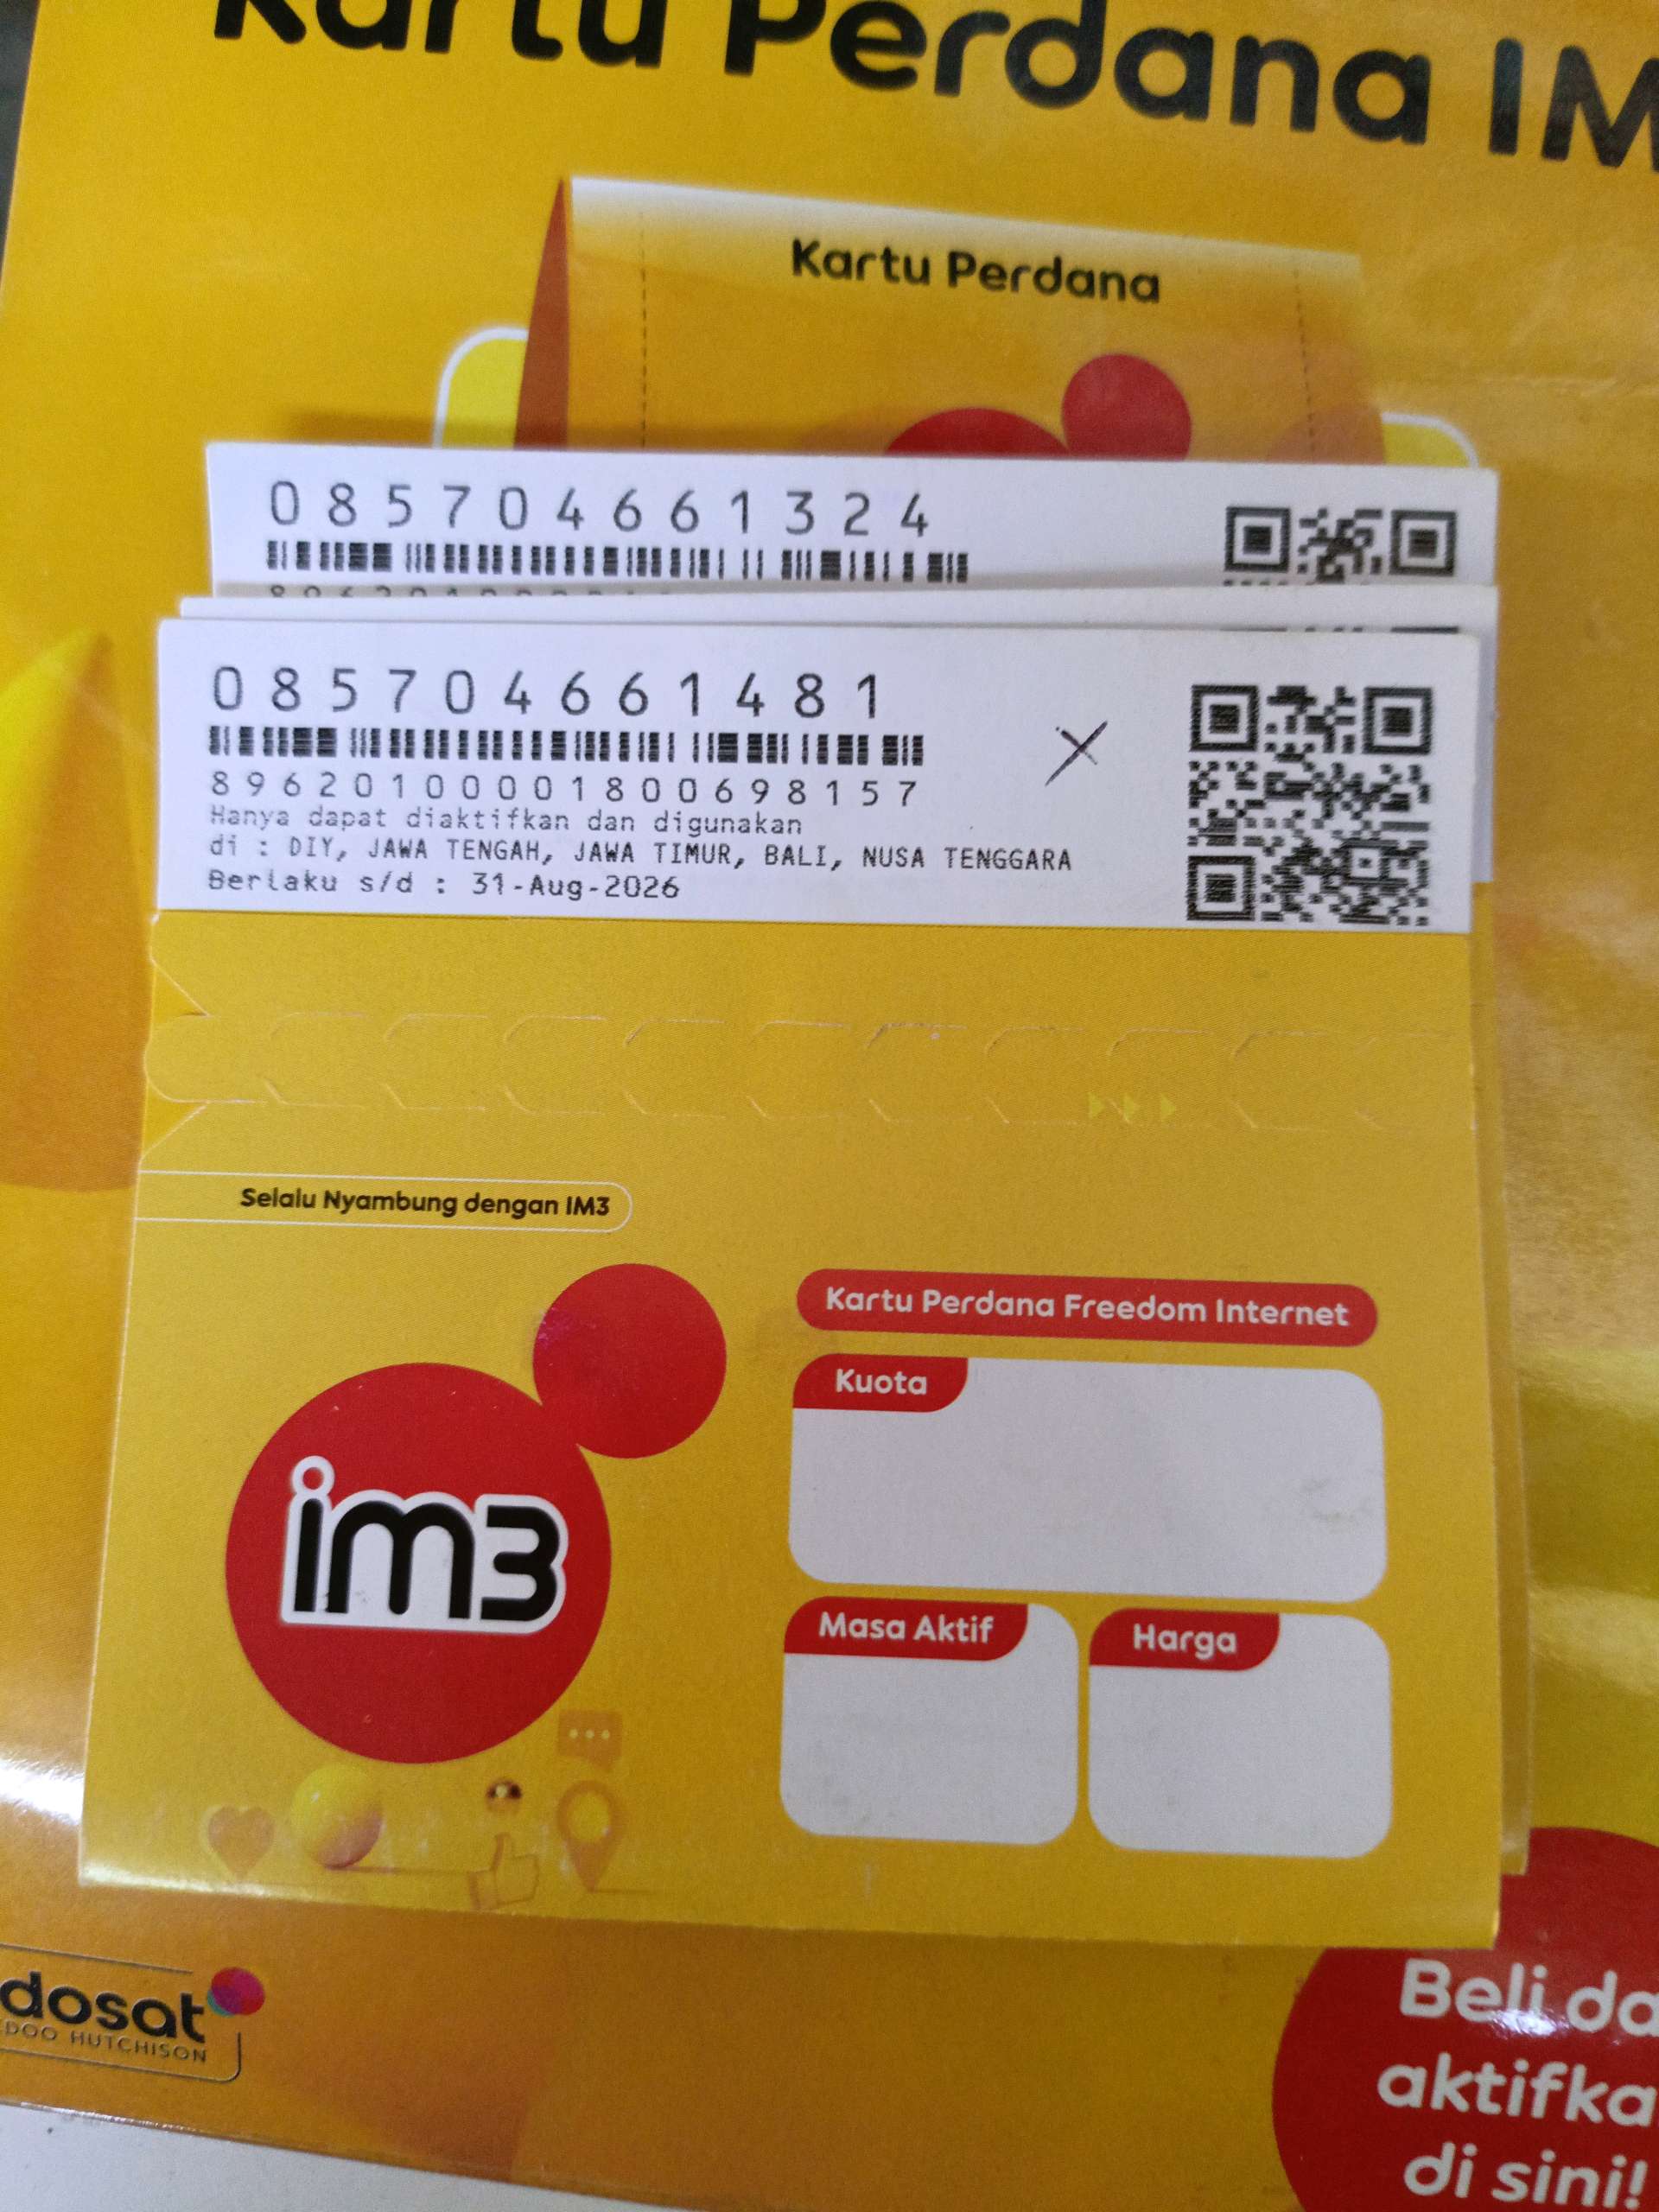 Kartu Perdana IM
Kartu Perdana
085704661324
085704661481
89620100001800698157
Hanya dapat diaktifkan dan digunakan
di : DIY, JAWA TENGAH, JAWA TIMUR, BALI, NUSA TENGGARA
Berlaku s/d : 31-Aug-2026
Selalu Nyambung dengan IM3
Kartu Perdana Freedom Internet
Kuota
im3
Masa Aktif
Harga
dosat
DOO HUTCHISON
Beli da
aktifka
di sini!